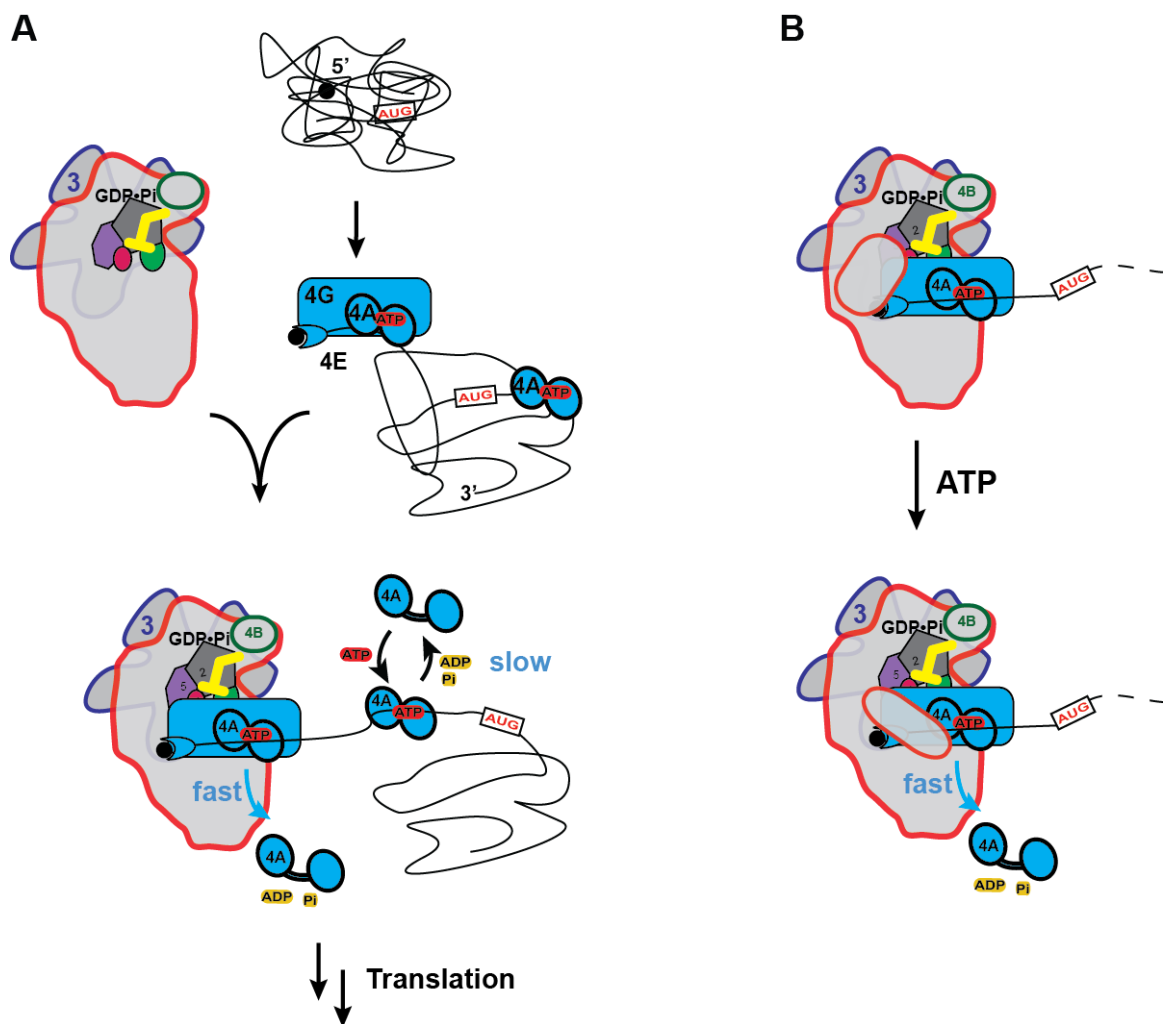 A
5'
AUG
3
GDP•Pi
4G
4A
ATP
4E
4A
ATP
AUG
3'
4A
3
4B
GDP•Pi
ATP
ADP
Pi
slow
2
5
4A
ATP
AUG
4A
ATP
fast
4A
ADP
Pi
Translation
B
3
4B
GDP•Pi
2
4A
ATP
AUG
ATP
3
4B
GDP•Pi
2
5
4A
ATP
AUG
fast
4A
ADP
Pi